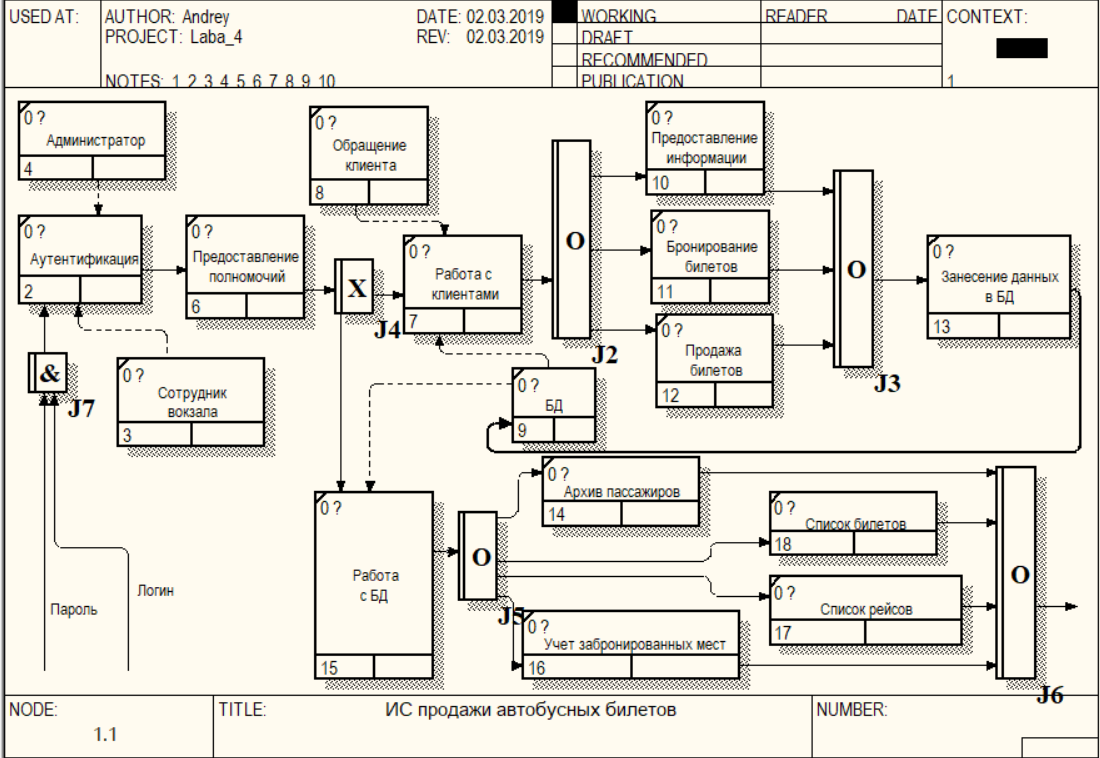 USED AT:
AUTHOR: Andrey
DATE: 02.03.2019
PROJECT: Laba_4
REV: 02.03.2019
NOTES: 1 2 3 4 5 6 7 8 9 10
WORKING
DRAFT
RECOMMENDED
PUBLICATION
READER
DATE
CONTEXT:
1
0 ?
Администратор
4
0 ?
Обращение
клиента
8
0 ?
Предоставление
информации
10
0 ?
Аутентификация
2
0 ?
Предоставление
полномочий
6
X
J4
0 ?
Работа с
клиентами
7
O
J2
0 ?
Бронирование
билетов
11
O
J3
0 ?
Занесение данных
в БД
13
0 ?
Продажа
билетов
12
&
J7
0 ?
Сотрудник
вокзала
3
0 ?
БД
9
0 ?
Архив пассажиров
14
0 ?
Работа
с БД
15
O
J5
0 ?
Список билетов
18
0 ?
Список рейсов
17
0 ?
Учет забронированных мест
16
O
J6
Пароль
Логин
NODE:
1.1
TITLE:
ИС продажи автобусных билетов
NUMBER: